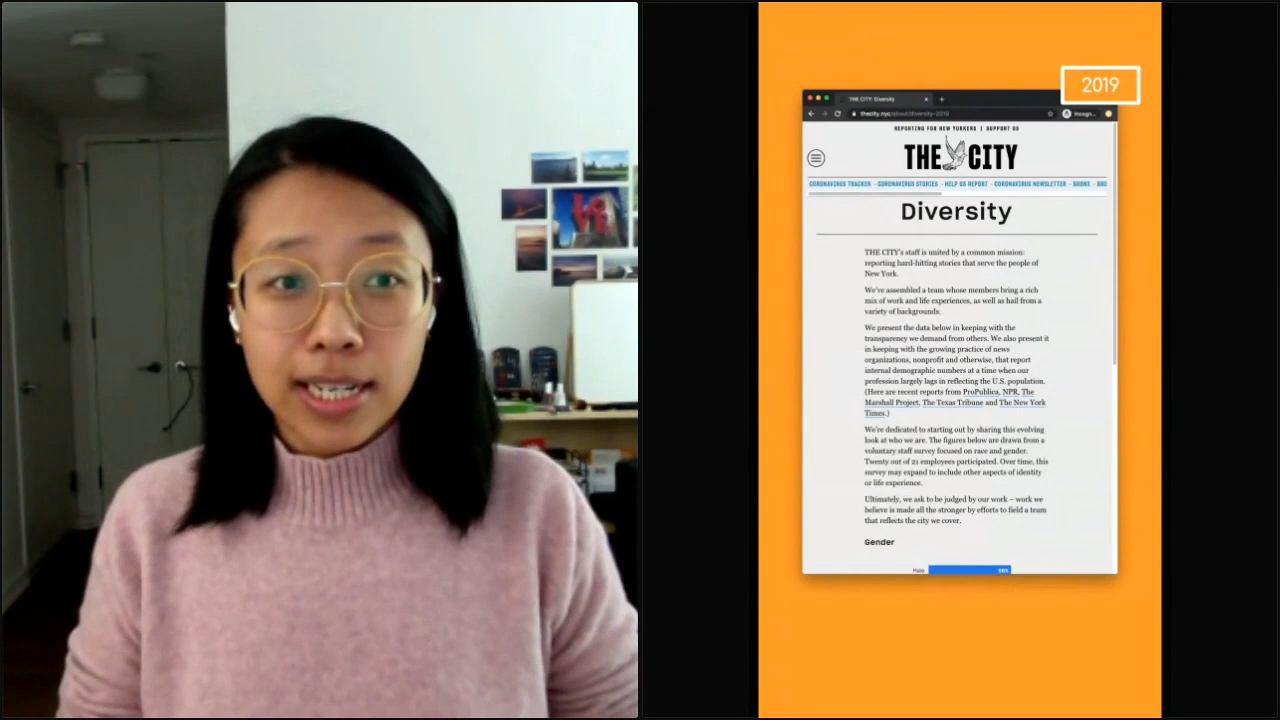 2019
THE CITY: Diversity
thecity.nyc/about/diversity-2019
REPORTING FOR NEW YORKERS | SUPPORT US
THE CITY
CORONAVIRUS TRACKER CORONAVIRUS STORIES HELP US REPORT CORONAVIRUS NEWSLETTER BRONX BRO
Diversity
THE CITY's staff is united by a common mission:
reporting hard-hitting stories that serve the people of
New York.
We've assembled a team whose members bring a rich
mix of work and life experiences, as well as hail from a
variety of backgrounds.
We present the data below in keeping with the
transparency we demand from others. We also present it
in keeping with the growing practice of news
organizations, nonprofit and otherwise, that report
internal demographic numbers at a time when our
profession largely lags in reflecting the U.S. population.
(Here are recent reports from ProPublica, NPR, The
Marshall Project, The Texas Tribune and The New York
Times.)
We're dedicated to starting out by sharing this evolving
look at who we are. The figures below are drawn from a
voluntary staff survey focused on race and gender.
Twenty out of 21 employees participated. Over time, this
survey may expand to include other aspects of identity
or life experience.
Ultimately, we ask to be judged by our work – work we
believe is made all the stronger by efforts to field a team
that reflects the city we cover.
Gender
Male